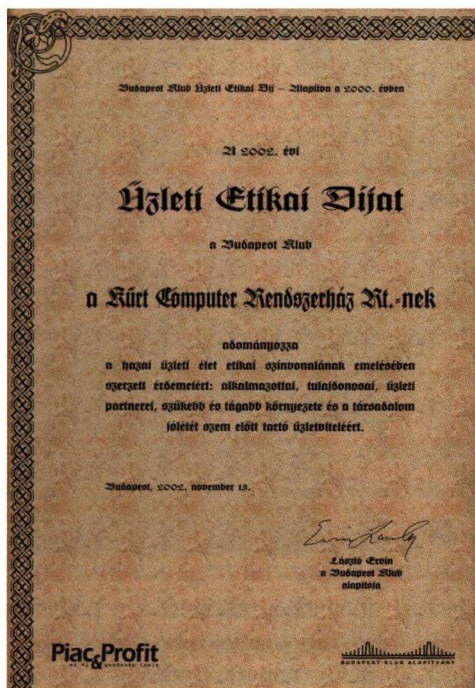 Budapest Klub Üzleti Etikai Díj – Alapítva a 2000. évben
A 2002. évi
Üzleti Etikai Díjat
a Budapest Klub
a Kürt Computer Rendszerház Rt.-nek
adományozza
a hazai üzleti élet etikai színvonalának emelésében
szerzett érdemeiért: alkalmazottai, tulajdonosai, üzleti
partnerei, szűkebb és tágabb környezete és a társadalom
jólétét szem előtt tartó üzletviteléért.
Budapest, 2002. november 13.
László Ervin
a Budapest Klub
alapítója
Piac&Profit
BUDAPEST KLUB ALAPÍTVÁNY